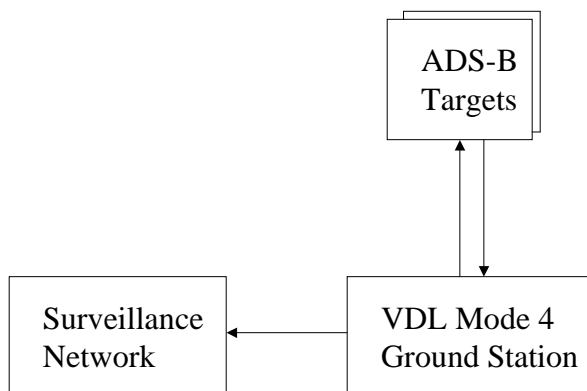 ADS-B
Targets
Surveillance
Network
VDL Mode 4
Ground Station